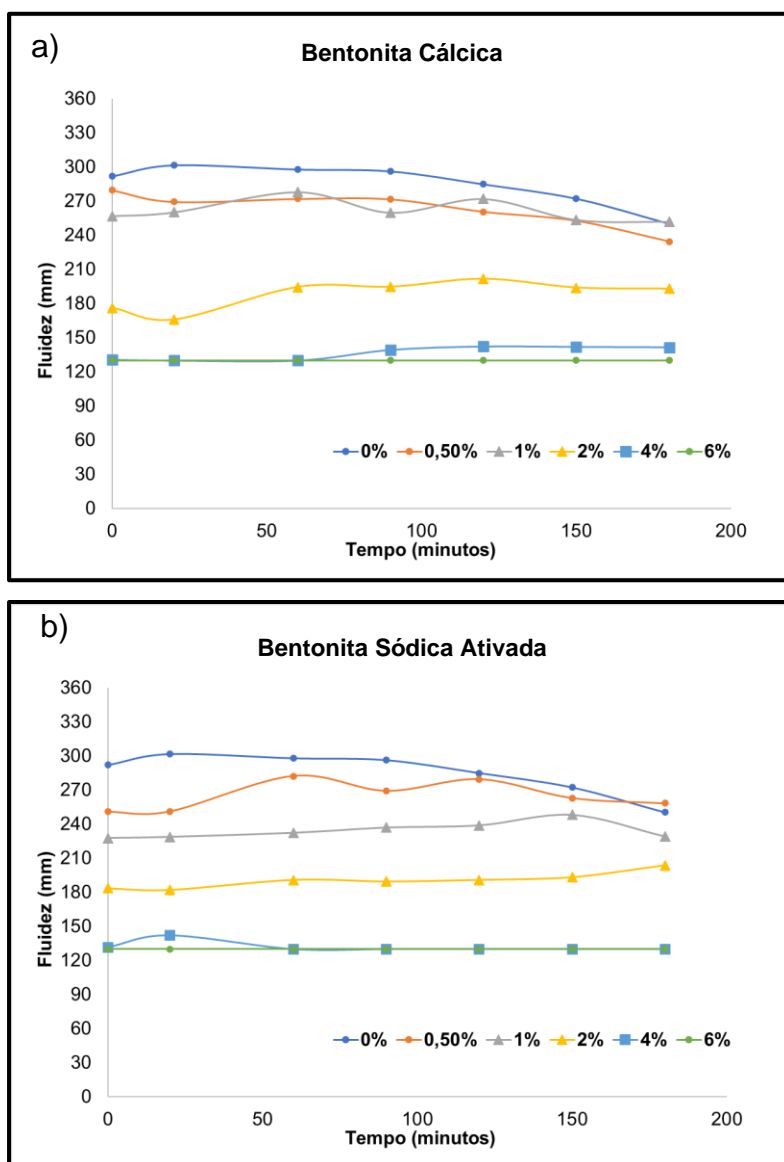 a)
Bentonita Cálcica
360
330
300
270
240
210
180
150
120
90
60
30
0
Fluidez (mm)
0% 0,50% 1% 2% 4% 6%
0 50 100 150 200
Tempo (minutos)
b)
Bentonita Sódica Ativada
360
330
300
270
240
210
180
150
120
90
60
30
0
Fluidez (mm)
0% 0,50% 1% 2% 4% 6%
0 50 100 150 200
Tempo (minutos)